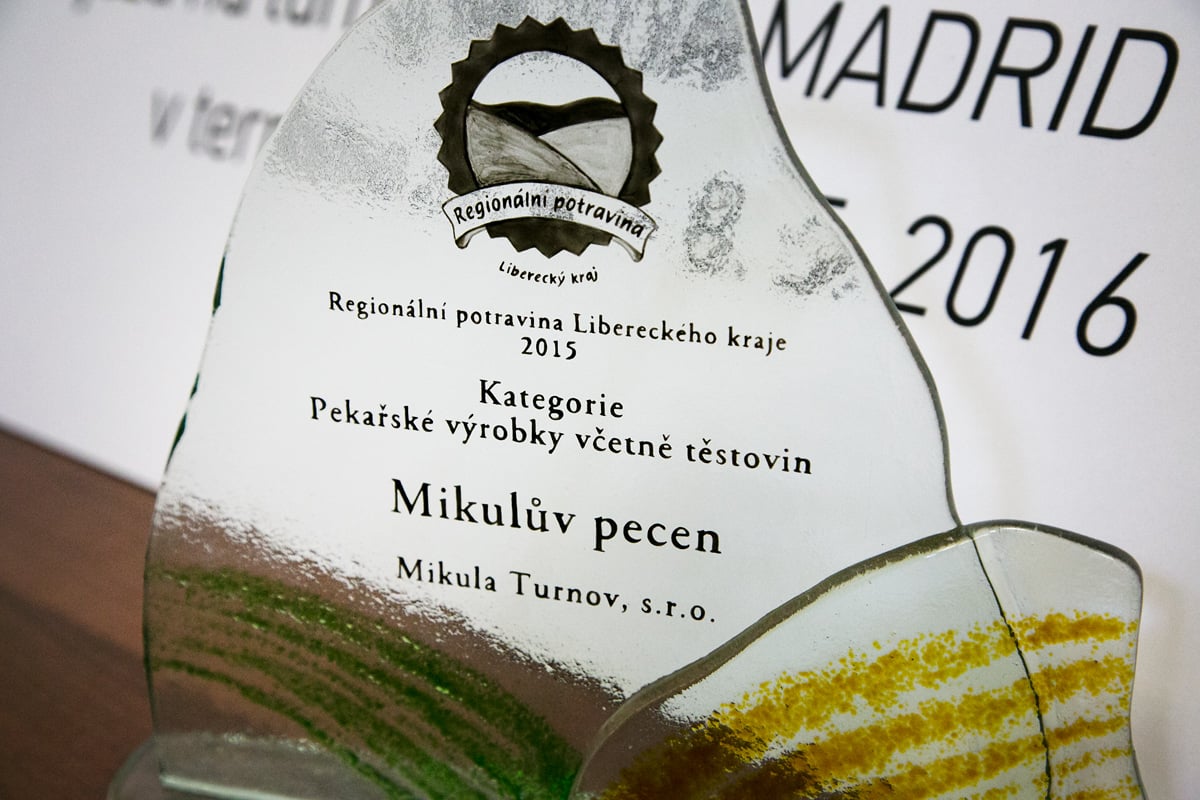 MADRID
2016
Regionální potravina
Liberecký kraj
Regionální potravina Libereckého kraje
2015
Kategorie
Pekařské výrobky včetně těstovin
Mikulův pecen
Mikula Turnov, s.r.o.